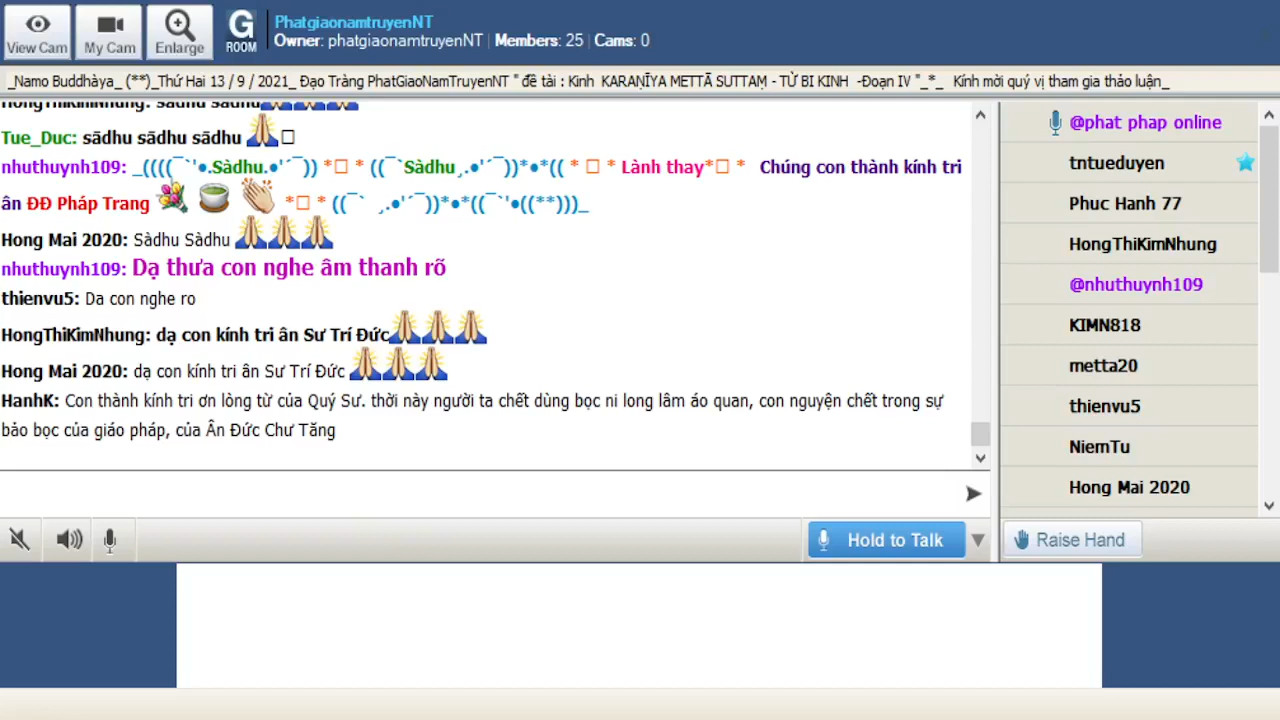 View Cam
My Cam
Enlarge
G
ROOM
PhatgiaonamtruyenNT
Owner: phatgiaonamtruyenNT | Members: 25 | Cams: 0
_Namo Buddhàya_ (**)_Thứ Hai 13 / 9 / 2021_ Đạo Tràng PhatGiaoNamTruyenNT " đề tài : Kinh KARAṆĪYA METTĀ SUTTAṂ - TỪ BI KINH -Đoạn IV "_*_ Kính mời quý vị tham gia thảo luận_
HongThiKimNhung: sādhu sādhu🙏🙏🙏
Tue_Duc: sādhu sādhu sādhu 🙏□
nhuthuynh109: _((((¯`'●.Sàdhu.●'´¯)) *□ * ((¯`Sàdhu¸.●'´¯))*●*(( * □ * Lành thay*□ * Chúng con thành kính tri
ân ĐĐ Pháp Trang 💐 🍵 👏 *□ * ((¯` ¸.●'´¯))*●*((¯`'●((**)))_
Hong Mai 2020: Sàdhu Sàdhu 🙏🙏🙏
nhuthuynh109: Dạ thưa con nghe âm thanh rõ
thienvu5: Da con nghe ro
HongThiKimNhung: dạ con kính tri ân Sư Trí Đức🙏🙏🙏
Hong Mai 2020: dạ con kính tri ân Sư Trí Đức 🙏🙏🙏
HanhK: Con thành kính tri ơn lòng từ của Quý Sư. thời này người ta chết dùng bọc ni long lâm áo quan, con nguyện chết trong sự
bảo bọc của giáo pháp, của Ân Đức Chư Tăng
Hold to Talk
@phat phap online
tntueduyen
Phuc Hanh 77
HongThiKimNhung
@nhuthuynh109
KIMN818
metta20
thienvu5
NiemTu
Hong Mai 2020
Raise Hand